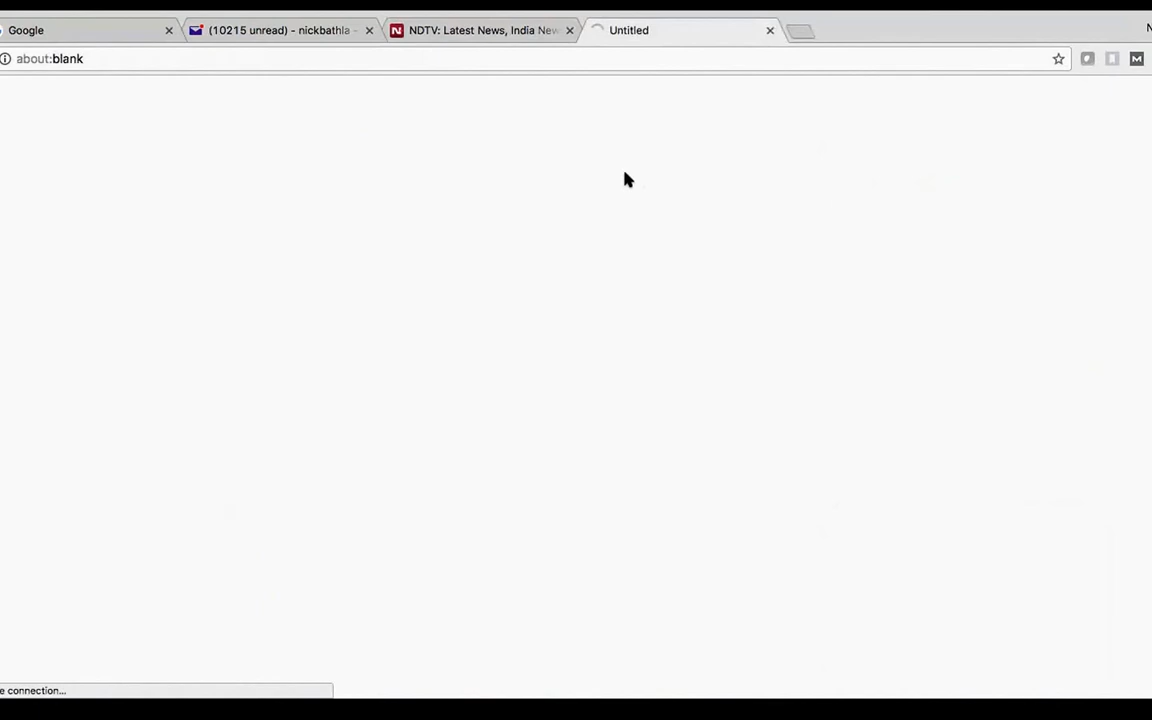 Google
(10215 unread) - nickbathla -
NDTV: Latest News, India New
Untitled
about:blank
e connection...